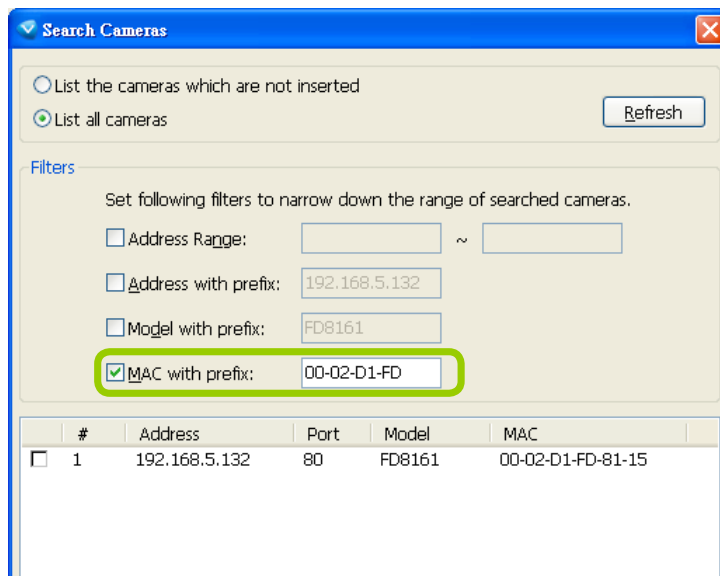 Search Cameras
List the cameras which are not inserted
List all cameras
Refresh
Filters
Set following filters to narrow down the range of searched cameras.
Address Range: ~
Address with prefix: 192.168.5.132
Model with prefix: FD8161
MAC with prefix: 00-02-D1-FD
# Address Port Model MAC
1 192.168.5.132 80 FD8161 00-02-D1-FD-81-15